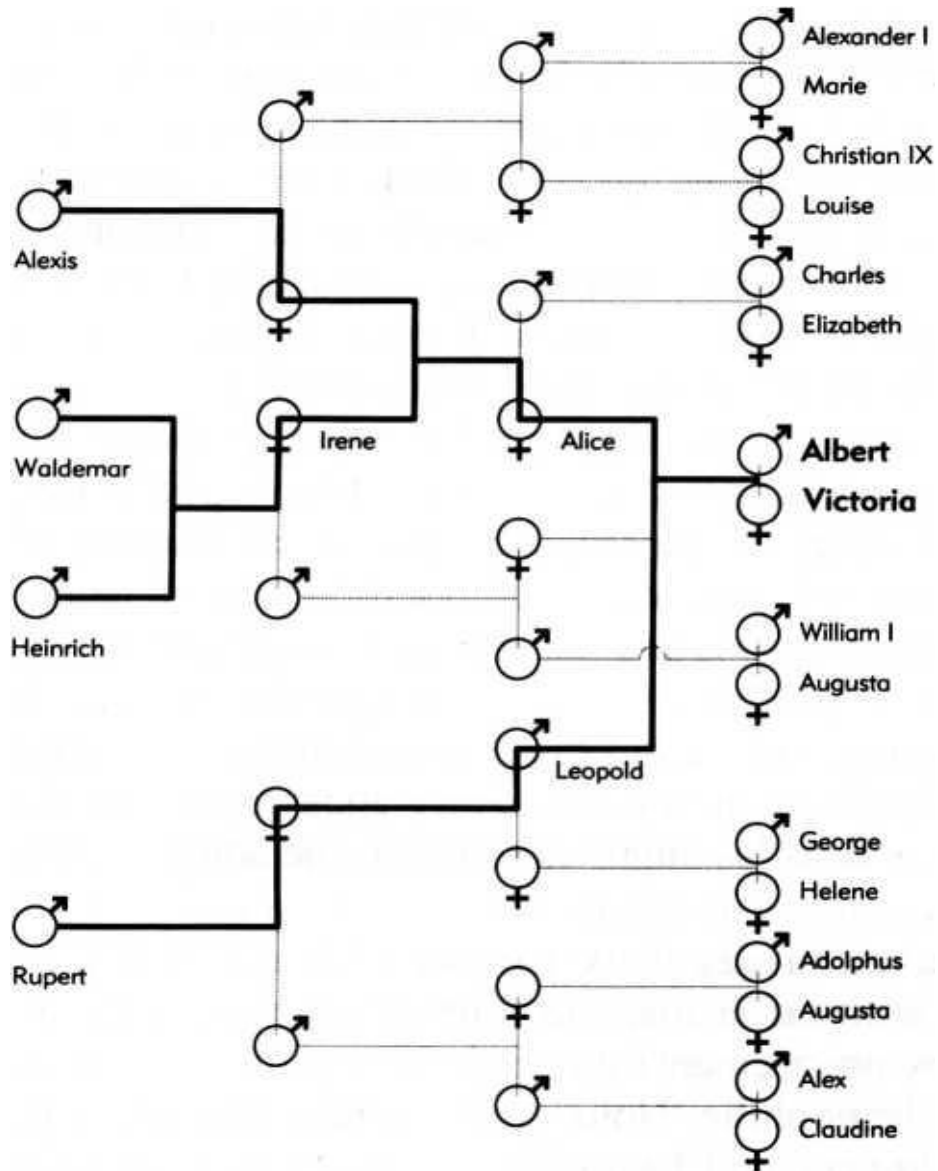 Alexander I
Marie
Christian IX
Louise
Alexis
Charles
Elizabeth
Waldemar
Irene
Alice
Albert
Victoria
Heinrich
William I
Augusta
Leopold
George
Helene
Rupert
Adolphus
Augusta
Alex
Claudine